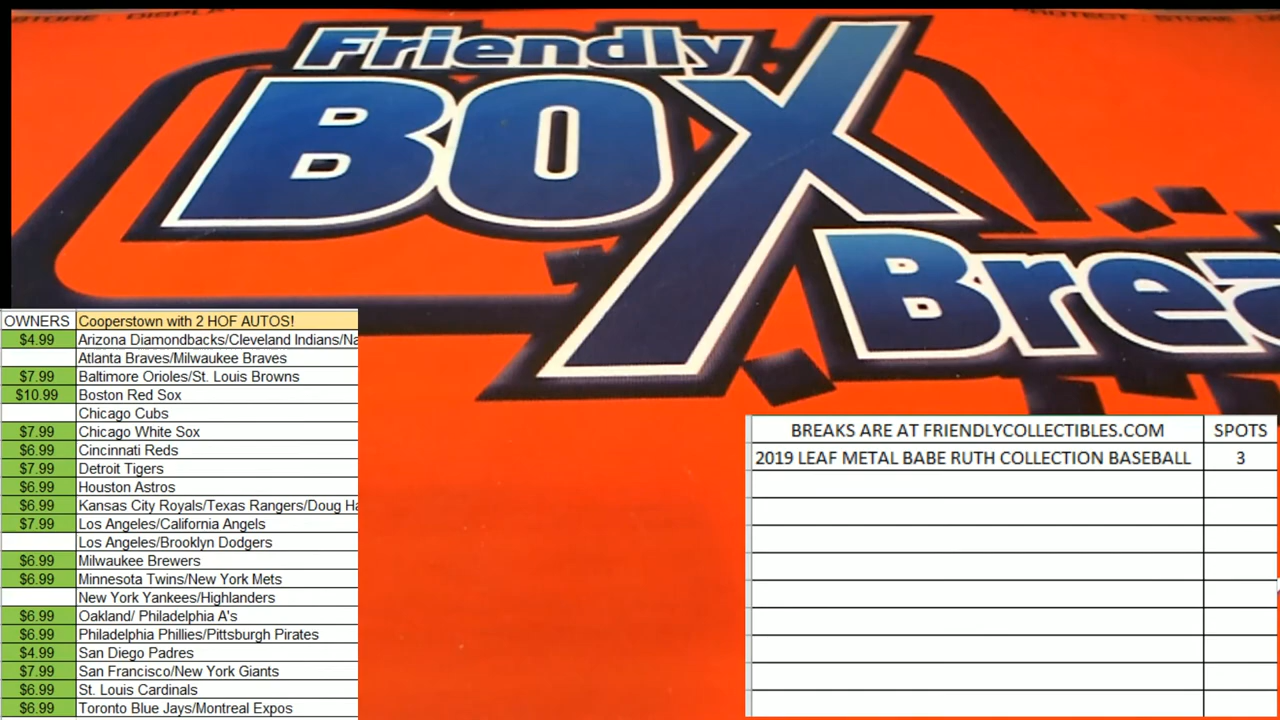 Friendly
BOX
OWNERS Cooperstown with 2 HOF AUTOS!
$4.99 Arizona Diamondbacks/Cleveland Indians/Na
Atlanta Braves/Milwaukee Braves
$7.99 Baltimore Orioles/St. Louis Browns
$10.99 Boston Red Sox
Chicago Cubs
$7.99 Chicago White Sox
$6.99 Cincinnati Reds
$7.99 Detroit Tigers
$6.99 Houston Astros
$6.99 Kansas City Royals/Texas Rangers/Doug Ha
$7.99 Los Angeles/California Angels
Los Angeles/Brooklyn Dodgers
$6.99 Milwaukee Brewers
$6.99 Minnesota Twins/New York Mets
New York Yankees/Highlanders
$6.99 Oakland/ Philadelphia A's
$6.99 Philadelphia Phillies/Pittsburgh Pirates
$4.99 San Diego Padres
$7.99 San Francisco/New York Giants
$6.99 St. Louis Cardinals
$6.99 Toronto Blue Jays/Montreal Expos
Brea
BREAKS ARE AT FRIENDLYCOLLECTIBLES.COM SPOTS
2019 LEAF METAL BABE RUTH COLLECTION BASEBALL 3